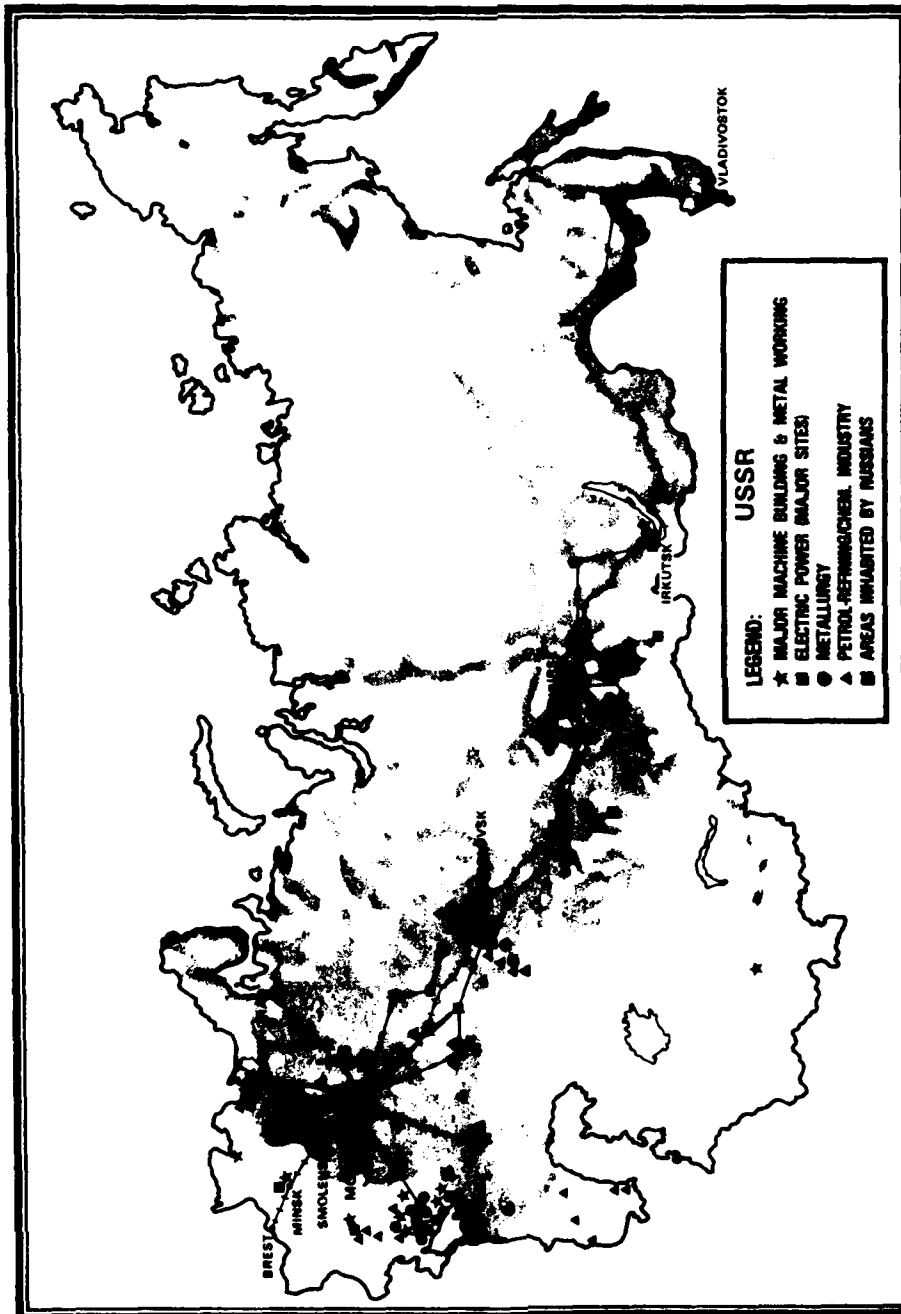 BREST
MINSK
VLADIVOSTOK
IRKUTSK
USSR
LEGEND:
MAJOR MACHINE BUILDING & METAL WORKING
ELECTRIC POWER (MAJOR SITES)
METALLURGY
PETROL-REFINING/CHEM. INDUSTRY
AREAS INHABITED BY RUSSIANS